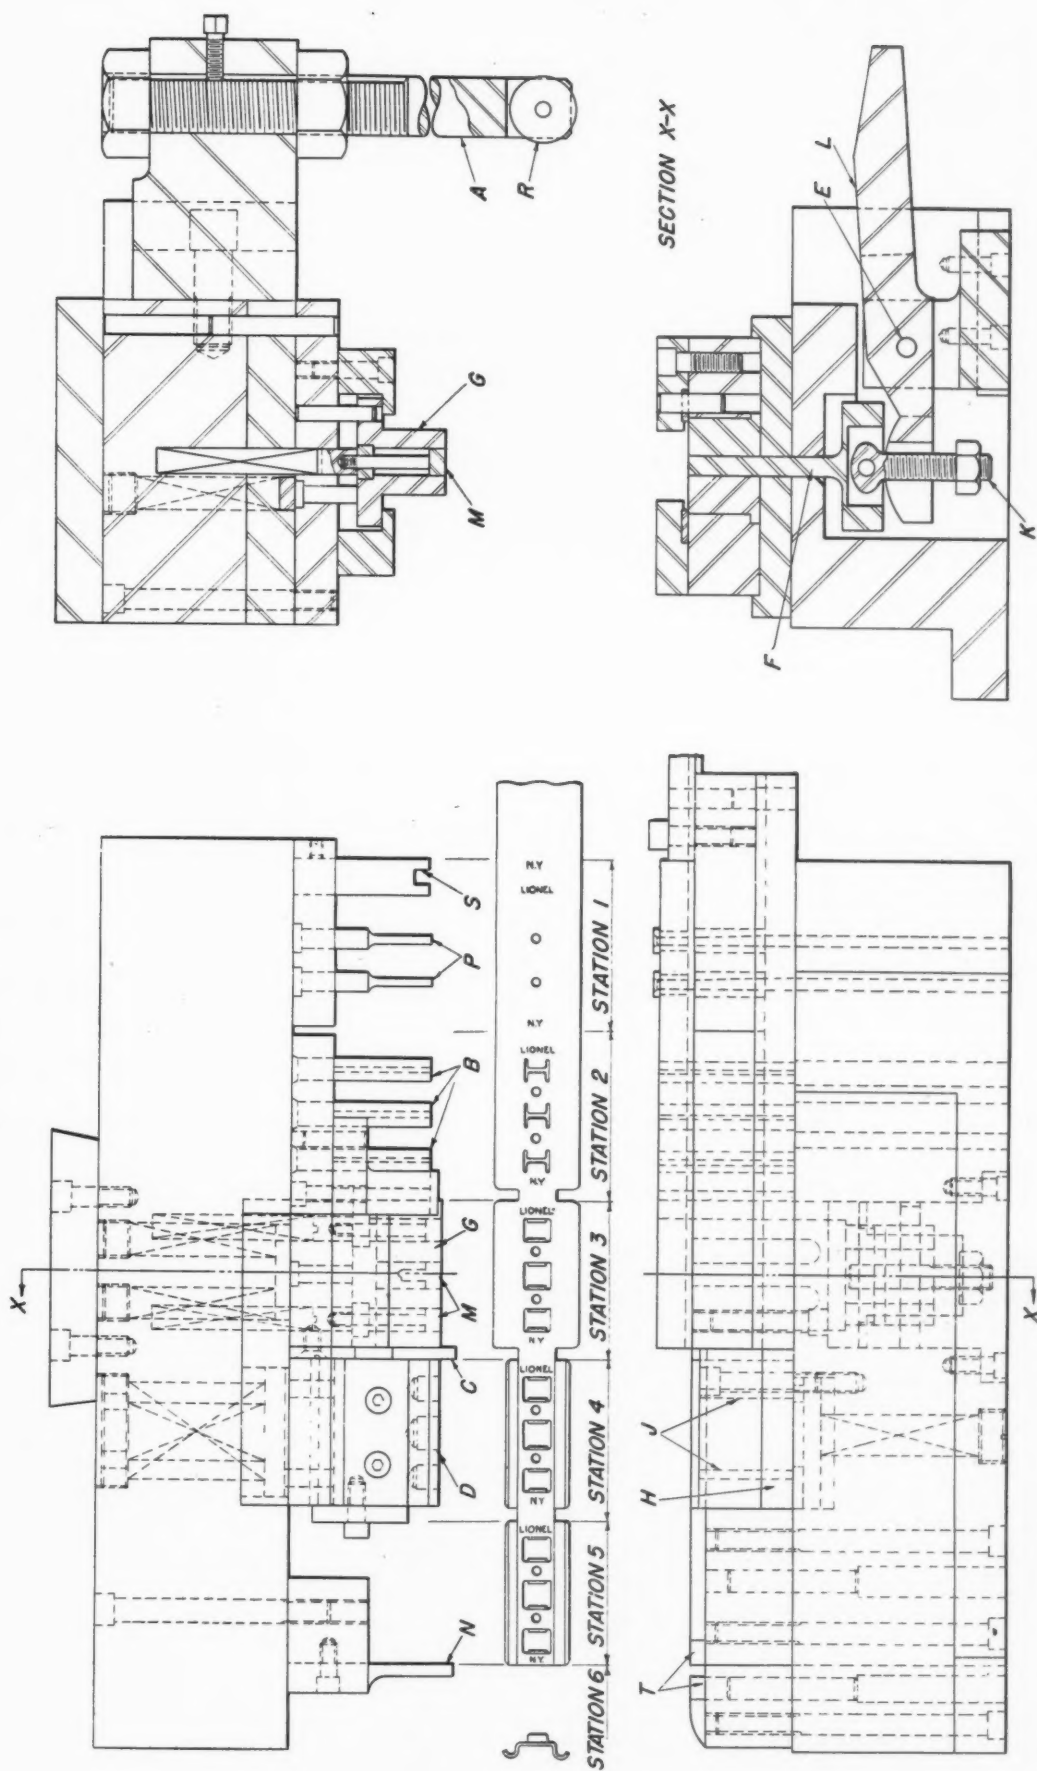 X
N
D
C
M
G
B
P
S
M
G
A
R
N.Y. LIONEL N.Y. LIONEL N.Y. LIONEL N.Y. LIONEL N.Y LIONEL N.Y
STATION 6 STATION 5 STATION 4 STATION 3 STATION 2 STATION 1
SECTION X-X
T
H
J
F
E
L
K
X